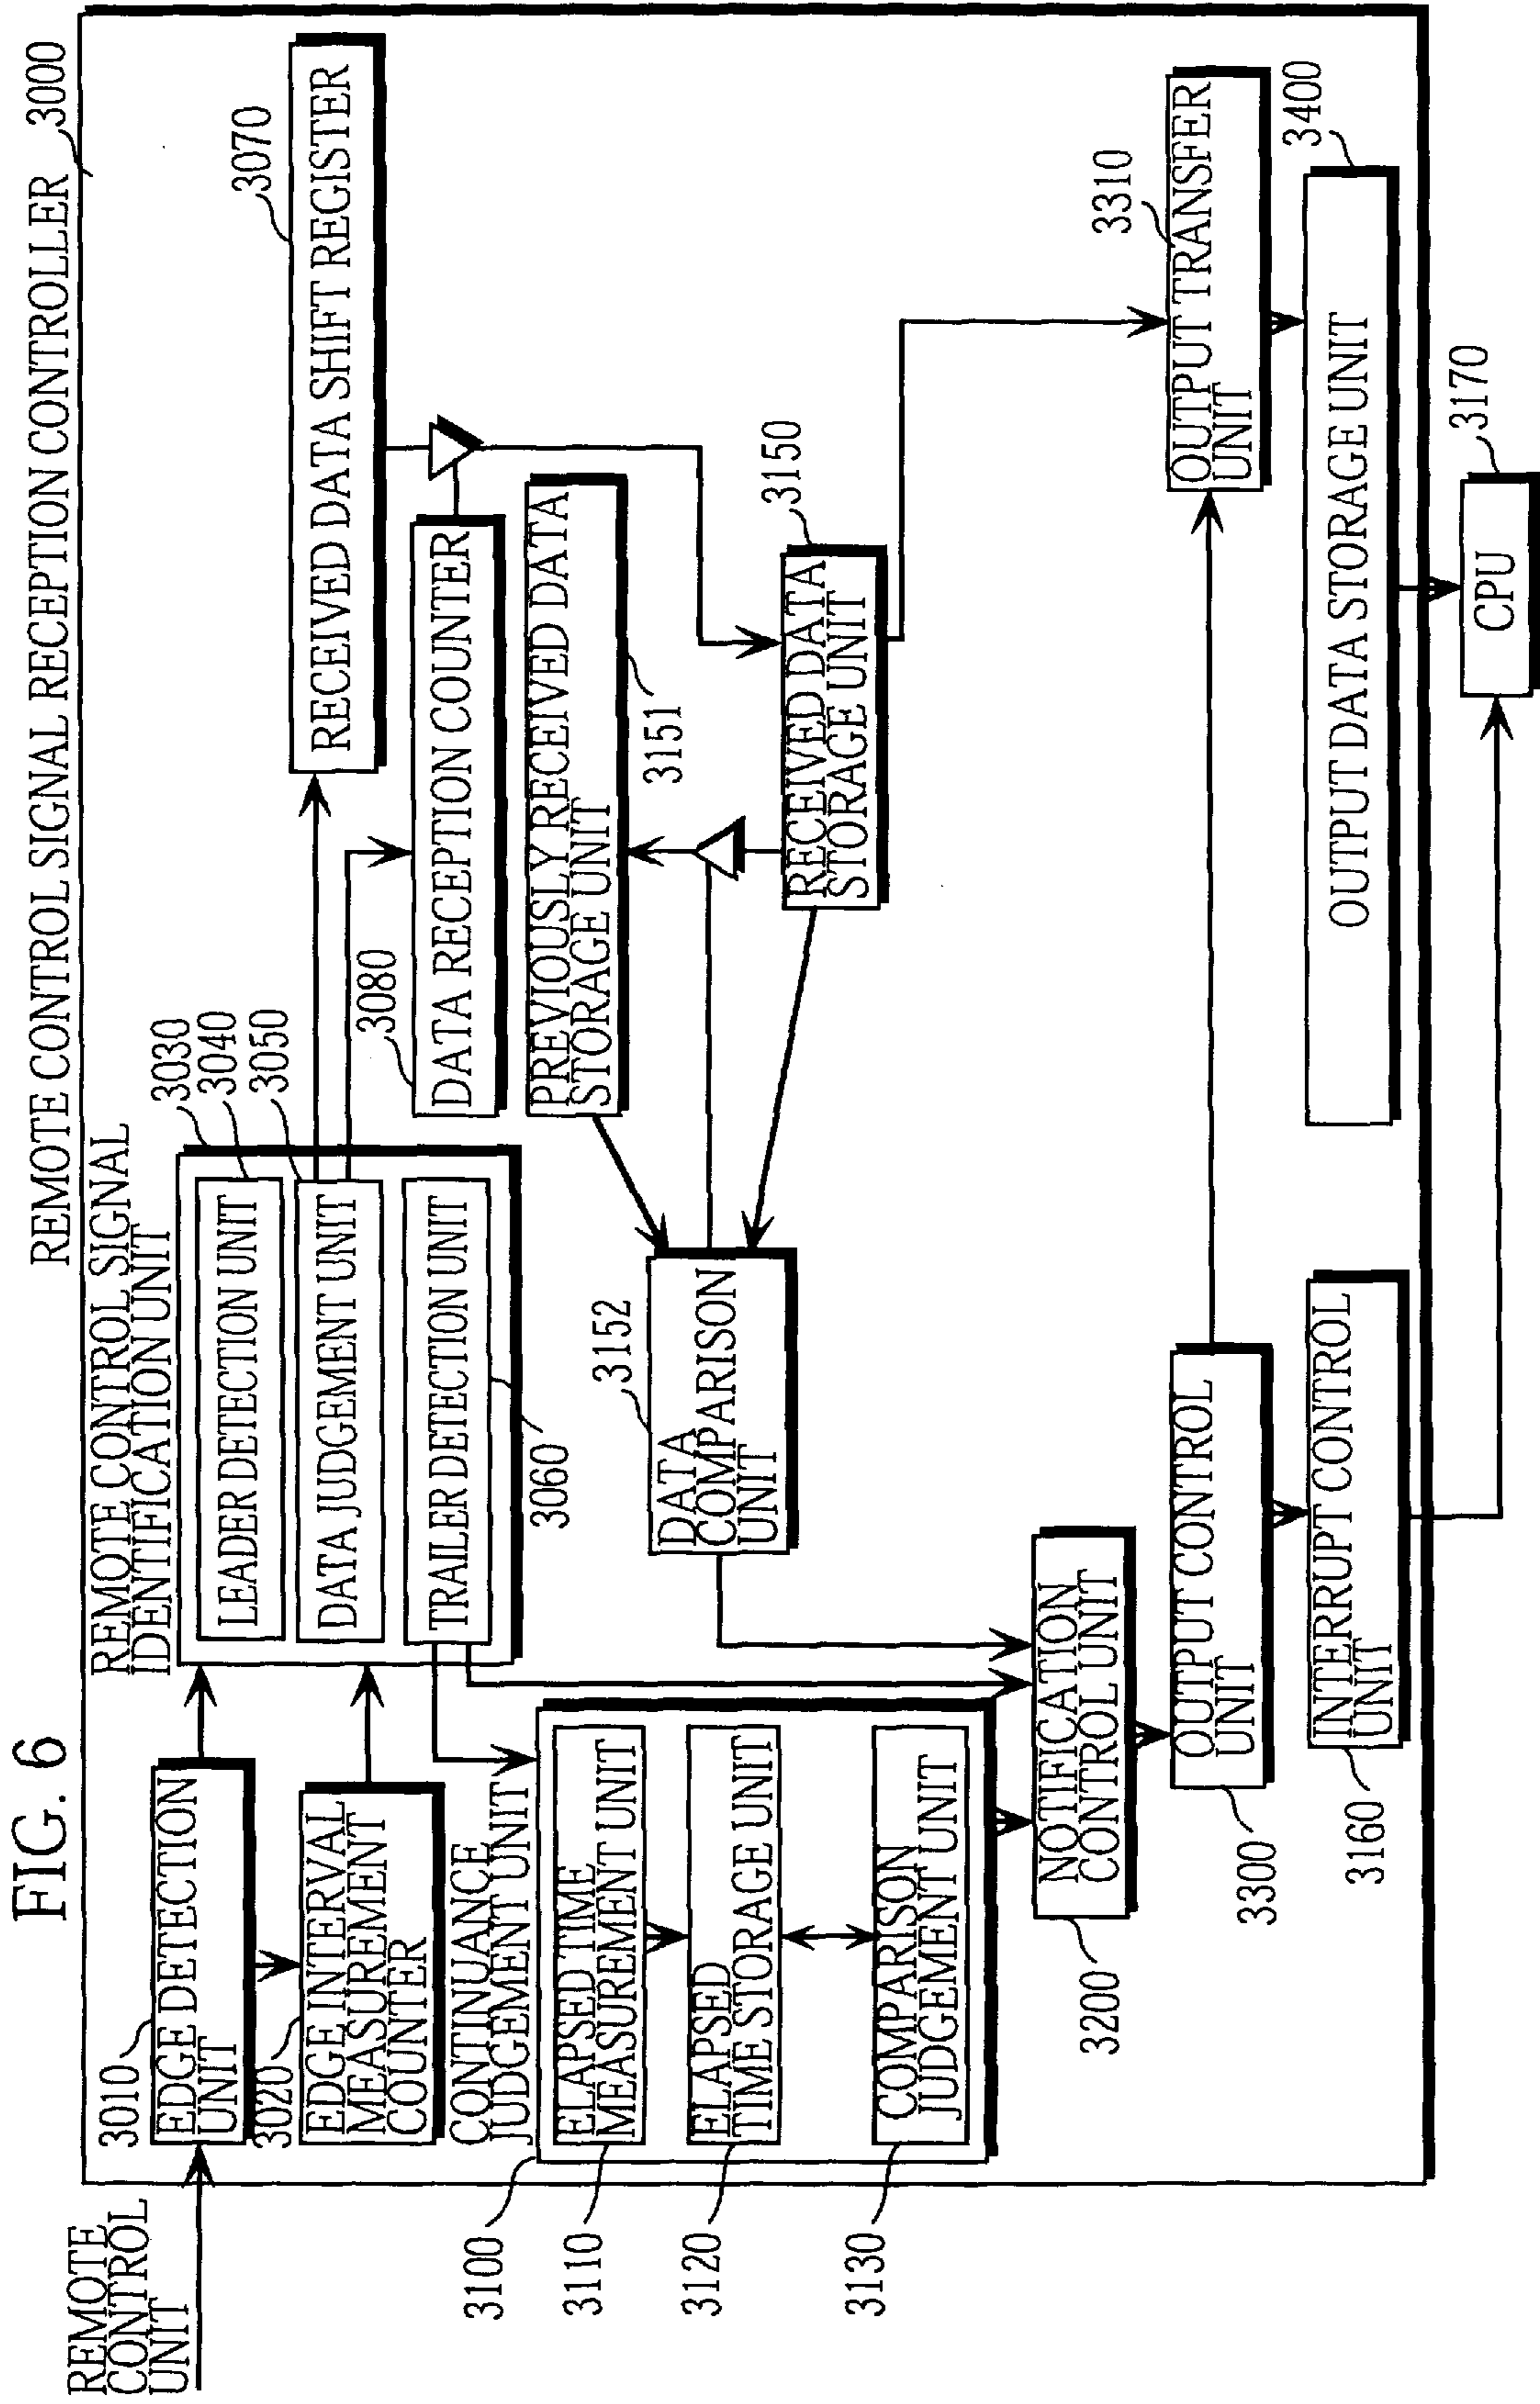 FIG. 6
REMOTE CONTROL SIGNAL RECEPTION CONTROLLER
3000
REMOTE
CONTROL
UNIT
3010
EDGE DETECTION
UNIT
3020
EDGE INTERVAL
MEASUREMENT
COUNTER
REMOTE CONTROL SIGNAL
IDENTIFICATION UNIT
3030
3040
3050
LEADER DETECTION UNIT
DATA JUDGEMENT UNIT
TRAILER DETECTION UNIT
3060
3070
RECEIVED DATA SHIFT REGISTER
3080
DATA RECEPTION COUNTER
PREVIOUSLY RECEIVED DATA
STORAGE UNIT
3151
3150
RECEIVED DATA
STORAGE UNIT
3152
DATA
COMPARISON
UNIT
CONTINUANCE
JUDGEMENT UNIT
3100
ELAPSED TIME
MEASUREMENT UNIT
3110
ELAPSED
TIME STORAGE UNIT
3120
COMPARISON
JUDGEMENT UNIT
3130
NOTIFICATION
CONTROL UNIT
3200
OUTPUT CONTROL
UNIT
3300
OUTPUT TRANSFER
UNIT
3310
INTERRUPT CONTROL
UNIT
3160
OUTPUT DATA STORAGE UNIT
3400
CPU
3170